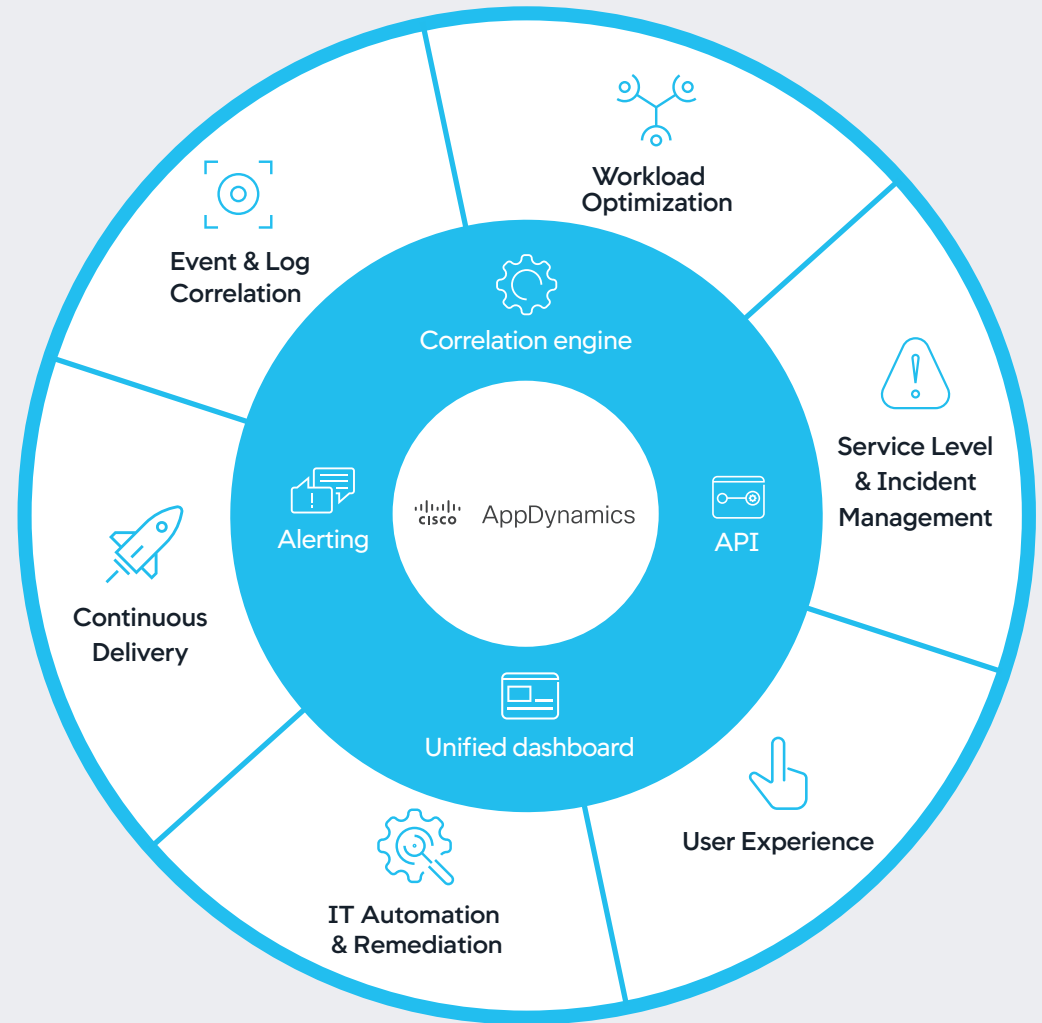 Workload
Optimization
Event & Log
Correlation
Correlation engine
Service Level
& Incident
Management
CISCO AppDynamics
Alerting
API
Continuous
Delivery
Unified dashboard
User Experience
IT Automation
& Remediation